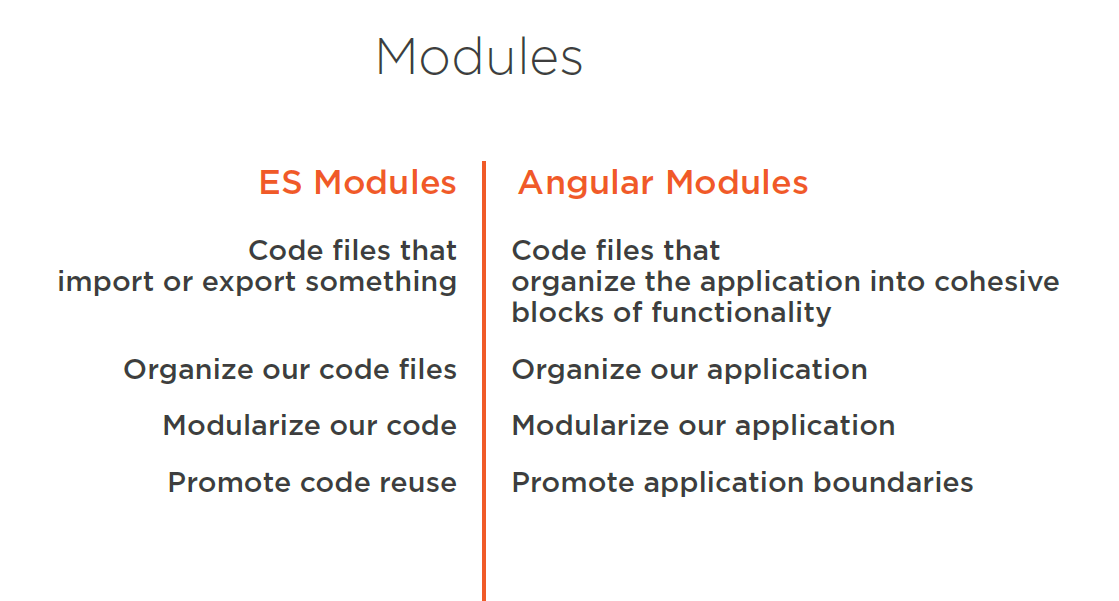 Modules
ES Modules
Code files that
import or export something
Organize our code files
Modularize our code
Promote code reuse
Angular Modules
Code files that
organize the application into cohesive
blocks of functionality
Organize our application
Modularize our application
Promote application boundaries